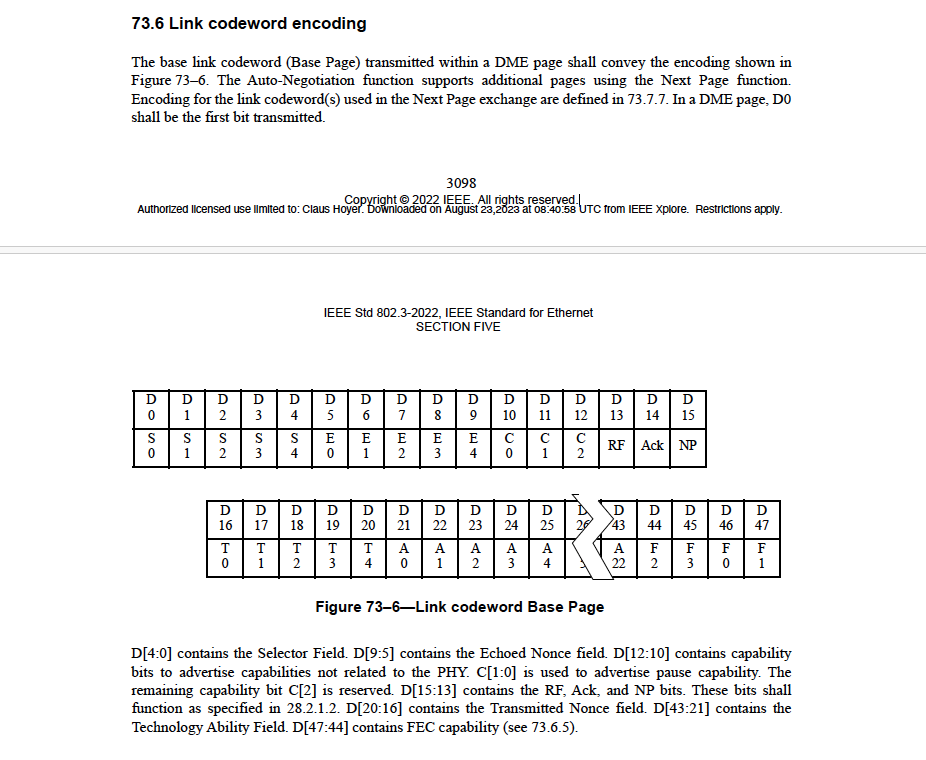 73.6 Link codeword encoding
The base link codeword (Base Page) transmitted within a DME page shall convey the encoding shown in
Figure 73–6. The Auto-Negotiation function supports additional pages using the Next Page function.
Encoding for the link codeword(s) used in the Next Page exchange are defined in 73.7.7. In a DME page, D0
shall be the first bit transmitted.
3098
Copyright © 2022 IEEE. All rights reserved.
Authorized licensed use limited to: Claus Hoyer. Downloaded on August 23,2023 at 08:40:58 UTC from IEEE Xplore. Restrictions apply.
IEEE Std 802.3-2022, IEEE Standard for Ethernet
SECTION FIVE
D D D D D D D D D D D D D D D D
0 1 2 3 4 5 6 7 8 9 10 11 12 13 14 15
S S S S S E E E E E C C C RF Ack NP
0 1 2 3 4 0 1 2 3 4 0 1 2
D D D D D D D D D D D D D D D D
16 17 18 19 20 21 22 23 24 25 26 43 44 45 46 47
T T T T T A A A A A A F F F F
0 1 2 3 4 0 1 2 3 4 22 2 3 0 1
Figure 73–6—Link codeword Base Page
D[4:0] contains the Selector Field. D[9:5] contains the Echoed Nonce field. D[12:10] contains capability
bits to advertise capabilities not related to the PHY. C[1:0] is used to advertise pause capability. The
remaining capability bit C[2] is reserved. D[15:13] contains the RF, Ack, and NP bits. These bits shall
function as specified in 28.2.1.2. D[20:16] contains the Transmitted Nonce field. D[43:21] contains the
Technology Ability Field. D[47:44] contains FEC capability (see 73.6.5).